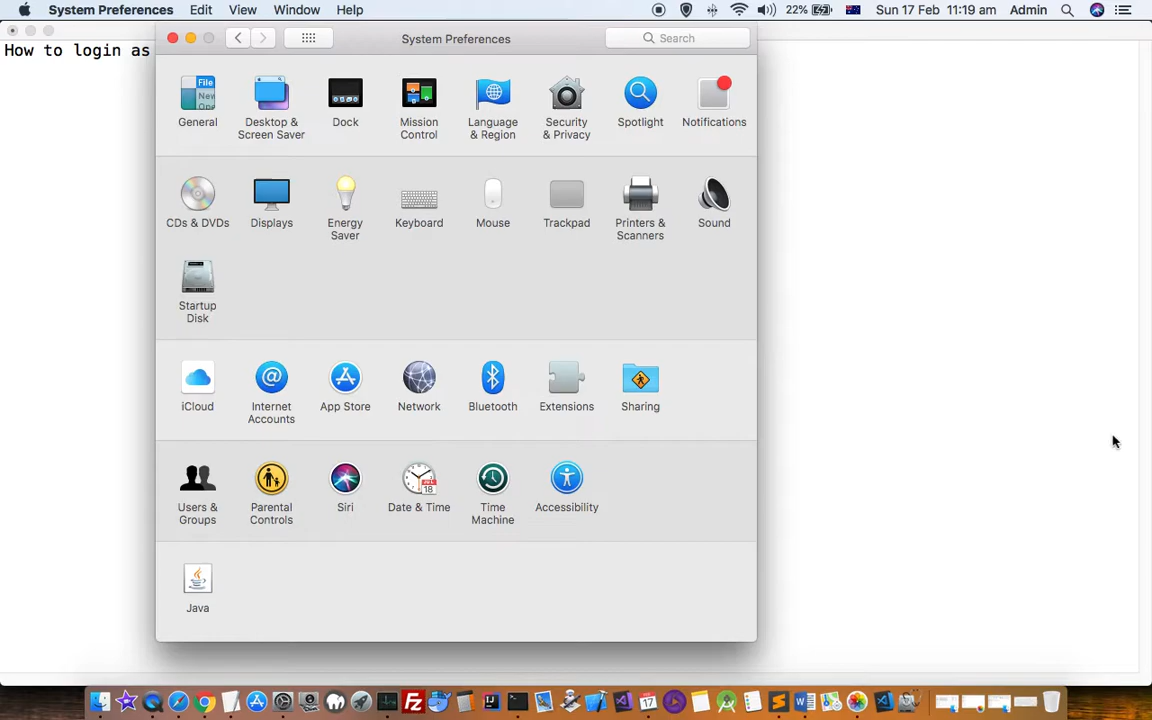 System Preferences Edit View Window Help 22% Sun 17 Feb 11:19 am Admin
How to login as
System Preferences
Search
General
Desktop & Screen Saver
Dock
Mission Control
Language & Region
Security & Privacy
Spotlight
Notifications
CDs & DVDs
Displays
Energy Saver
Keyboard
Mouse
Trackpad
Printers & Scanners
Sound
Startup Disk
iCloud
Internet Accounts
App Store
Network
Bluetooth
Extensions
Sharing
Users & Groups
Parental Controls
Siri
Date & Time
Time Machine
Accessibility
Java